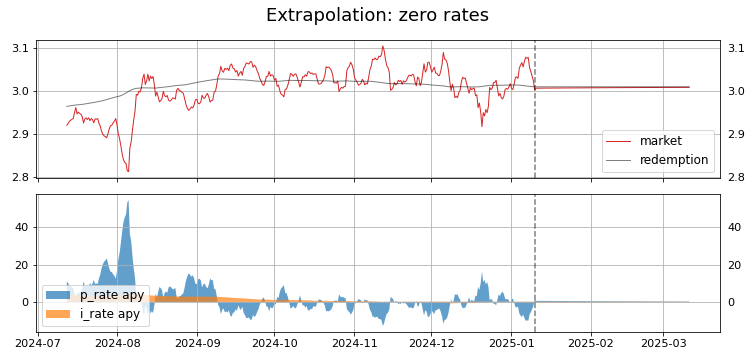 Extrapolation: zero rates
3.1 3.1
3.0 3.0
2.9 2.9
2.8 2.8
market
redemption
40 40
20 20
0 0
p_rate apy
i_rate apy
2024-07 2024-08 2024-09 2024-10 2024-11 2024-12 2025-01 2025-02 2025-03